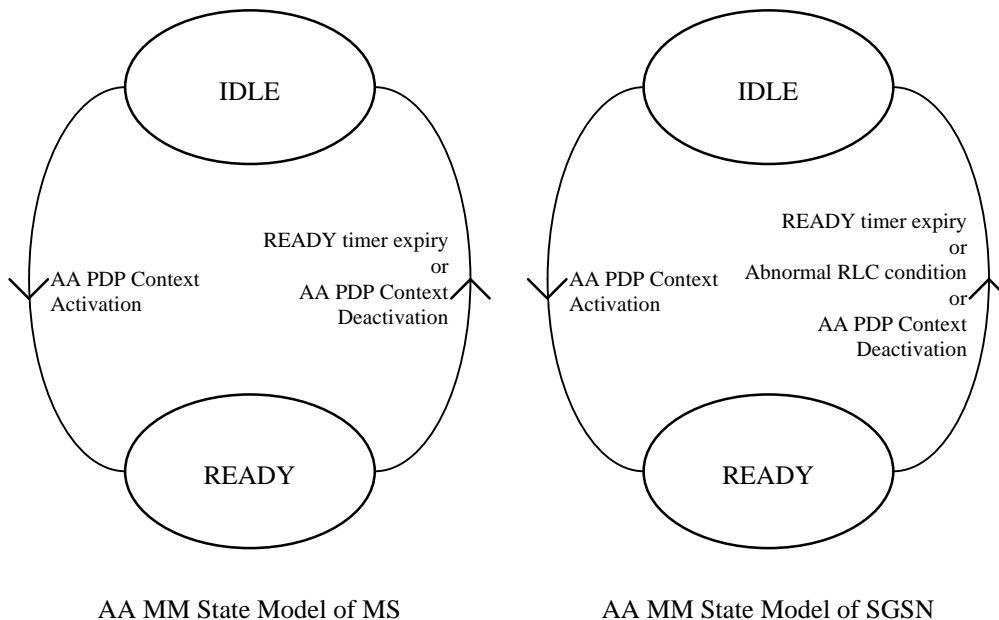 IDLE
AA PDP Context
Activation
READY timer expiry
or
AA PDP Context
Deactivation
READY
AA MM State Model of MS
IDLE
AA PDP Context
Activation
READY timer expiry
or
Abnormal RLC condition
or
AA PDP Context
Deactivation
READY
AA MM State Model of SGSN